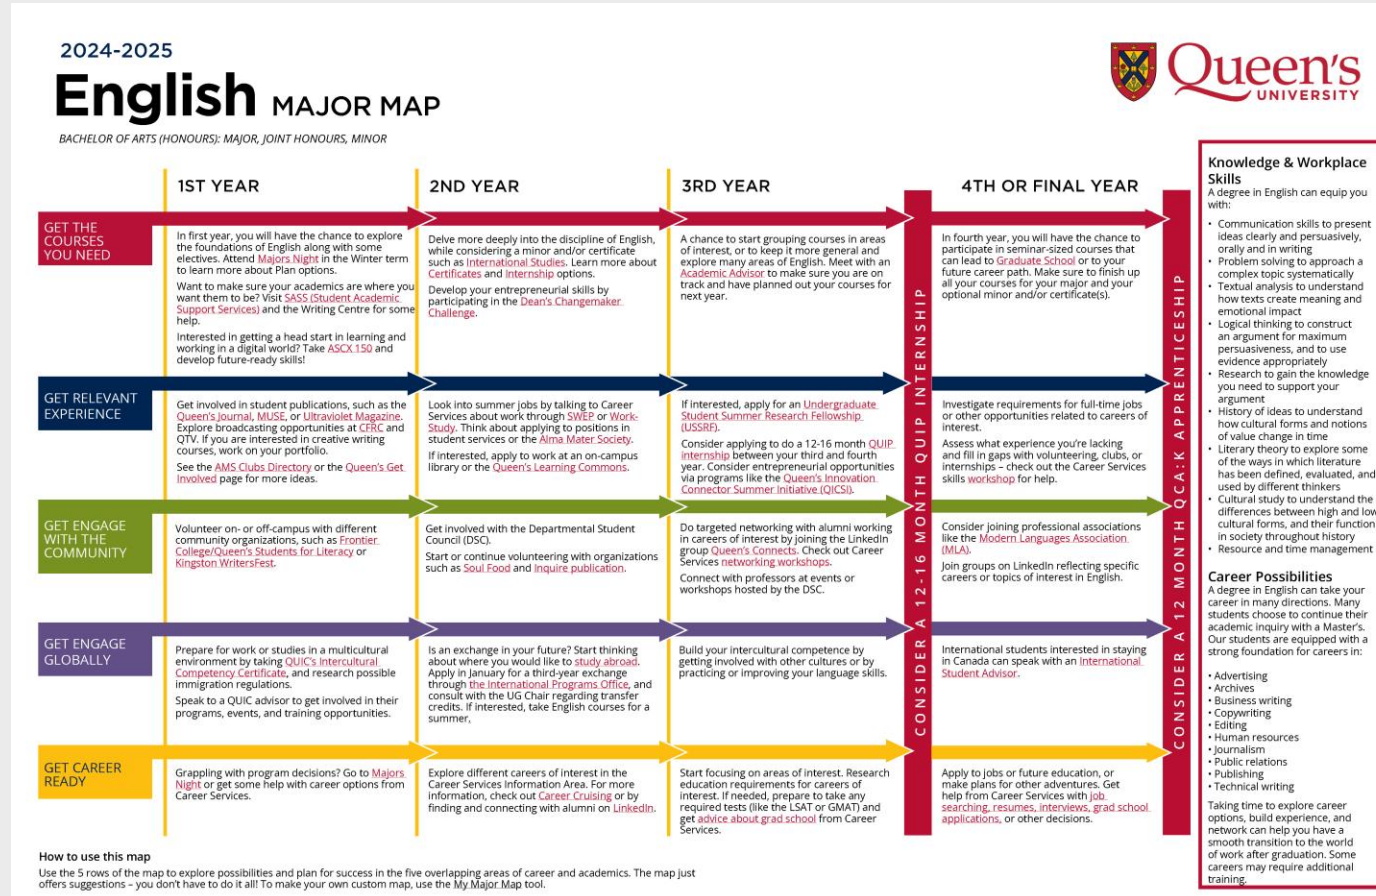 2024-2025
English MAJOR MAP
BACHELOR OF ARTS (HONOURS): MAJOR, JOINT HONOURS, MINOR
Queen's
UNIVERSITY
1ST YEAR
2ND YEAR
3RD YEAR
4TH OR FINAL YEAR
GET THE
COURSES
YOU NEED
In first year, you will have the chance to explore
the foundations of English along with some
electives. Attend Majors Night in the Winter term
to learn more about Plan options.
Want to make sure your academics are where you
want them to be? Visit SASS (Student Academic
Support Services) and the Writing Centre for some
help.
Interested in getting a head start in learning and
working in a digital world? Take ASCX 150 and
develop future-ready skills!
Delve more deeply into the discipline of English,
while considering a minor and/or certificate
such as International Studies. Learn more about
Certificates and Internship options.
Develop your entrepreneurial skills by
participating in the Dean's Changemaker
Challenge.
A chance to start grouping courses in areas
of interest, or to keep it more general and
explore many areas of English. Meet with an
Academic Advisor to make sure you are on
track and have planned out your courses for
next year.
In fourth year, you will have the chance to
participate in seminar-sized courses that
can lead to Graduate School or to your
future career path. Make sure to finish up
all your courses for your major and your
optional minor and/or certificate(s).
GET RELEVANT
EXPERIENCE
Get involved in student publications, such as the
Queen's Journal, MUSE, or Ultraviolet Magazine.
Explore broadcasting opportunities at CFRC and
QTV. If you are interested in creative writing
courses, work on your portfolio.
See the AMS Clubs Directory or the Queen's Get
Involved page for more ideas.
Look into summer jobs by talking to Career
Services about work through SWEP or Work-
Study. Think about applying to positions in
student services or the Alma Mater Society.
If interested, apply to work at an on-campus
library or the Queen's Learning Commons.
If interested, apply for an Undergraduate
Student Summer Research Fellowship
(USSRF).
Consider applying to do a 12-16 month QUIP
internship between your third and fourth
year. Consider entrepreneurial opportunities
via programs like the Queen's Innovation
Connector Summer Initiative (QICSI).
Investigate requirements for full-time jobs
or other opportunities related to careers of
interest.
Assess what experience you're lacking
and fill in gaps with volunteering, clubs, or
internships – check out the Career Services
skills workshop for help.
GET ENGAGE
WITH THE
COMMUNITY
Volunteer on- or off-campus with different
community organizations, such as Frontier
College/Queen's Students for Literacy or
Kingston WritersFest.
Get involved with the Departmental Student
Council (DSC).
Start or continue volunteering with organizations
such as Soul Food and Inquire publication.
Do targeted networking with alumni working
in careers of interest by joining the LinkedIn
group Queen's Connects. Check out Career
Services networking workshops.
Connect with professors at events or
workshops hosted by the DSC.
Consider joining professional associations
like the Modern Languages Association
(MLA).
Join groups on LinkedIn reflecting specific
careers or topics of interest in English.
GET ENGAGE
GLOBALLY
Prepare for work or studies in a multicultural
environment by taking QUIC's Intercultural
Competency Certificate, and research possible
immigration regulations.
Speak to a QUIC advisor to get involved in their
programs, events, and training opportunities.
Is an exchange in your future? Start thinking
about where you would like to study abroad.
Apply in January for a third-year exchange
through the International Programs Office, and
consult with the UG Chair regarding transfer
credits. If interested, take English courses for a
summer,
Build your intercultural competence by
getting involved with other cultures or by
practicing or improving your language skills.
International students interested in staying
in Canada can speak with an International
Student Advisor.
GET CAREER
READY
Grappling with program decisions? Go to Majors
Night or get some help with career options from
Career Services.
Explore different careers of interest in the
Career Services Information Area. For more
information, check out Career Cruising or by
finding and connecting with alumni on LinkedIn.
Start focusing on areas of interest. Research
education requirements for careers of
interest. If needed, prepare to take any
required tests (like the LSAT or GMAT) and
get advice about grad school from Career
Services.
Apply to jobs or future education, or
make plans for other adventures. Get
help from Career Services with job
searching, resumes, interviews, grad school
applications, or other decisions.
CONSIDER A 12-16 MONTH QUIP INTERNSHIP
CONSIDER A 12 MONTH QCA:K APPRENTICESHIP
Knowledge & Workplace
Skills
A degree in English can equip you
with:
• Communication skills to present
ideas clearly and persuasively,
orally and in writing
• Problem solving to approach a
complex topic systematically
• Textual analysis to understand
how texts create meaning and
emotional impact
• Logical thinking to construct
an argument for maximum
persuasiveness, and to use
evidence appropriately
• Research to gain the knowledge
you need to support your
argument
• History of ideas to understand
how cultural forms and notions
of value change in time
• Literary theory to explore some
of the ways in which literature
has been defined, evaluated, and
used by different thinkers
• Cultural study to understand the
differences between high and low
cultural forms, and their function
in society throughout history
• Resource and time management
Career Possibilities
A degree in English can take your
career in many directions. Many
students choose to continue their
academic inquiry with a Master's.
Our students are equipped with a
strong foundation for careers in:
• Advertising
• Archives
• Business writing
• Copywriting
• Editing
• Human resources
• Journalism
• Public relations
• Publishing
• Technical writing
Taking time to explore career
options, build experience, and
network can help you have a
smooth transition to the world
of work after graduation. Some
careers may require additional
training.
How to use this map
Use the 5 rows of the map to explore possibilities and plan for success in the five overlapping areas of career and academics. The map just
offers suggestions – you don't have to do it all! To make your own custom map, use the My Major Map tool.